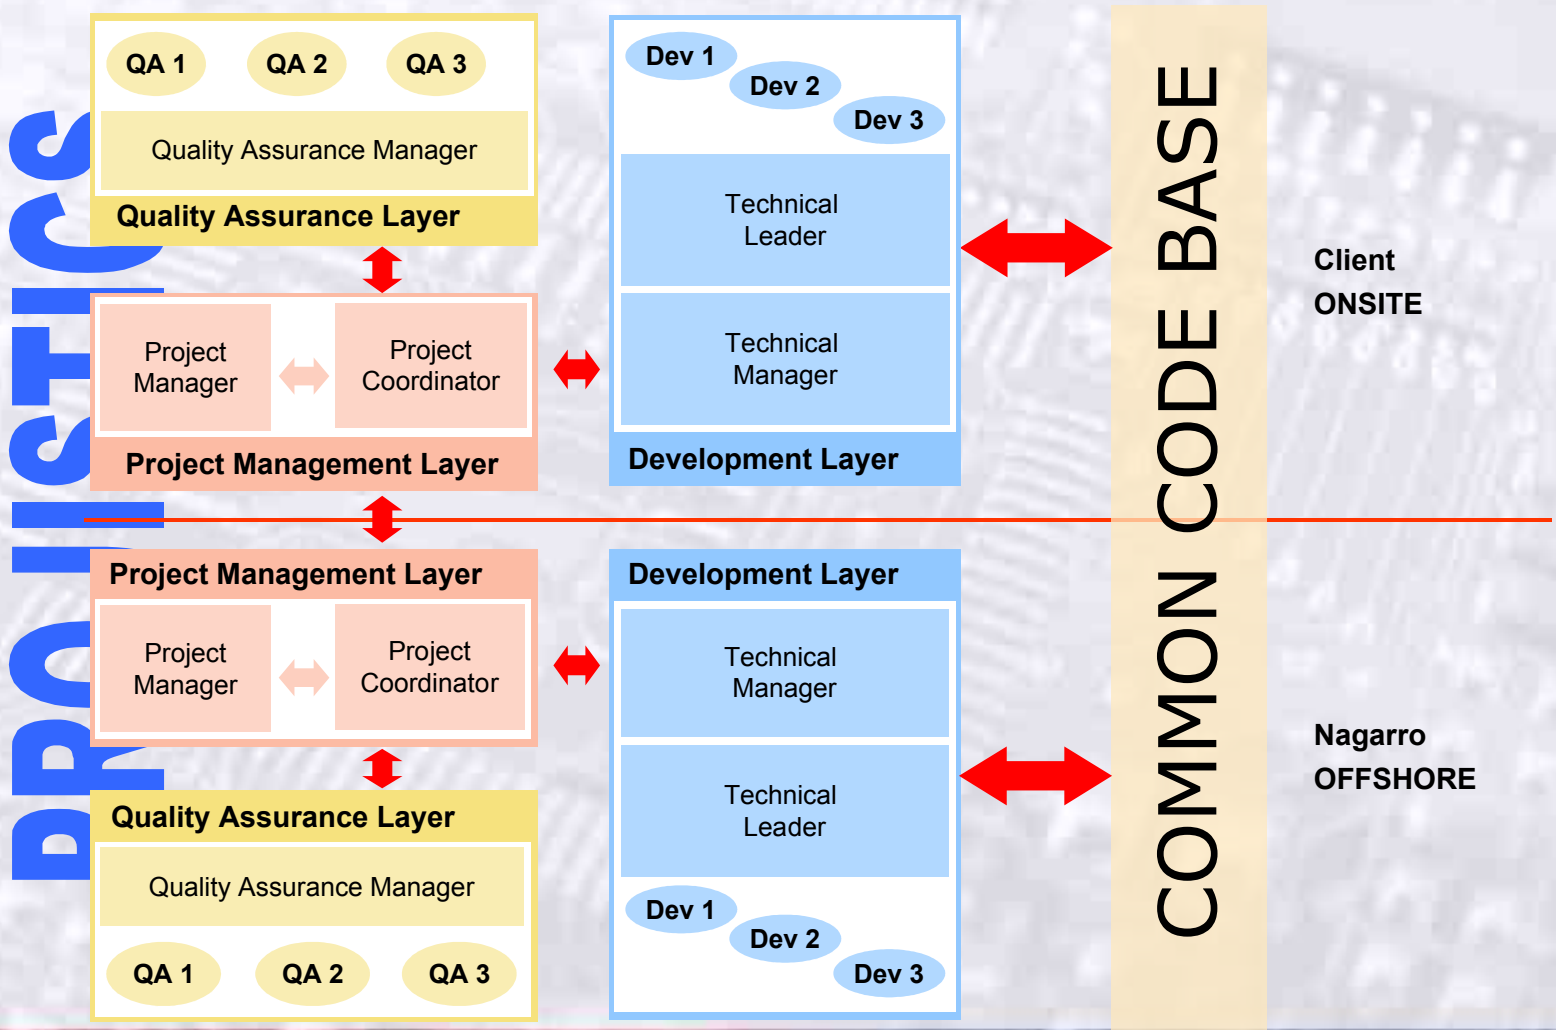 PROLISTICS
QA 1
QA 2
QA 3
Quality Assurance Manager
Quality Assurance Layer
Project
Manager
Project
Coordinator
Project Management Layer
Dev 1
Dev 2
Dev 3
Technical
Leader
Technical
Manager
Development Layer
Project Management Layer
Project
Manager
Project
Coordinator
Quality Assurance Layer
Quality Assurance Manager
QA 1
QA 2
QA 3
Development Layer
Technical
Manager
Technical
Leader
Dev 1
Dev 2
Dev 3
COMMON CODE BASE
Client
ONSITE
Nagarro
OFFSHORE